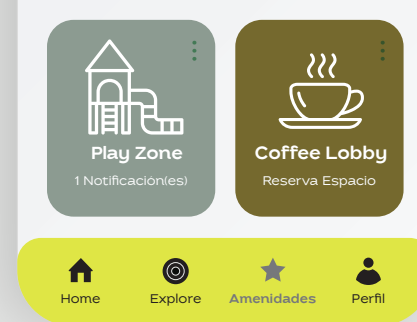 Play Zone
1 Notificación(es)
Coffee Lobby
Reserva Espacio
Home
Explore
Amenidades
Perfil